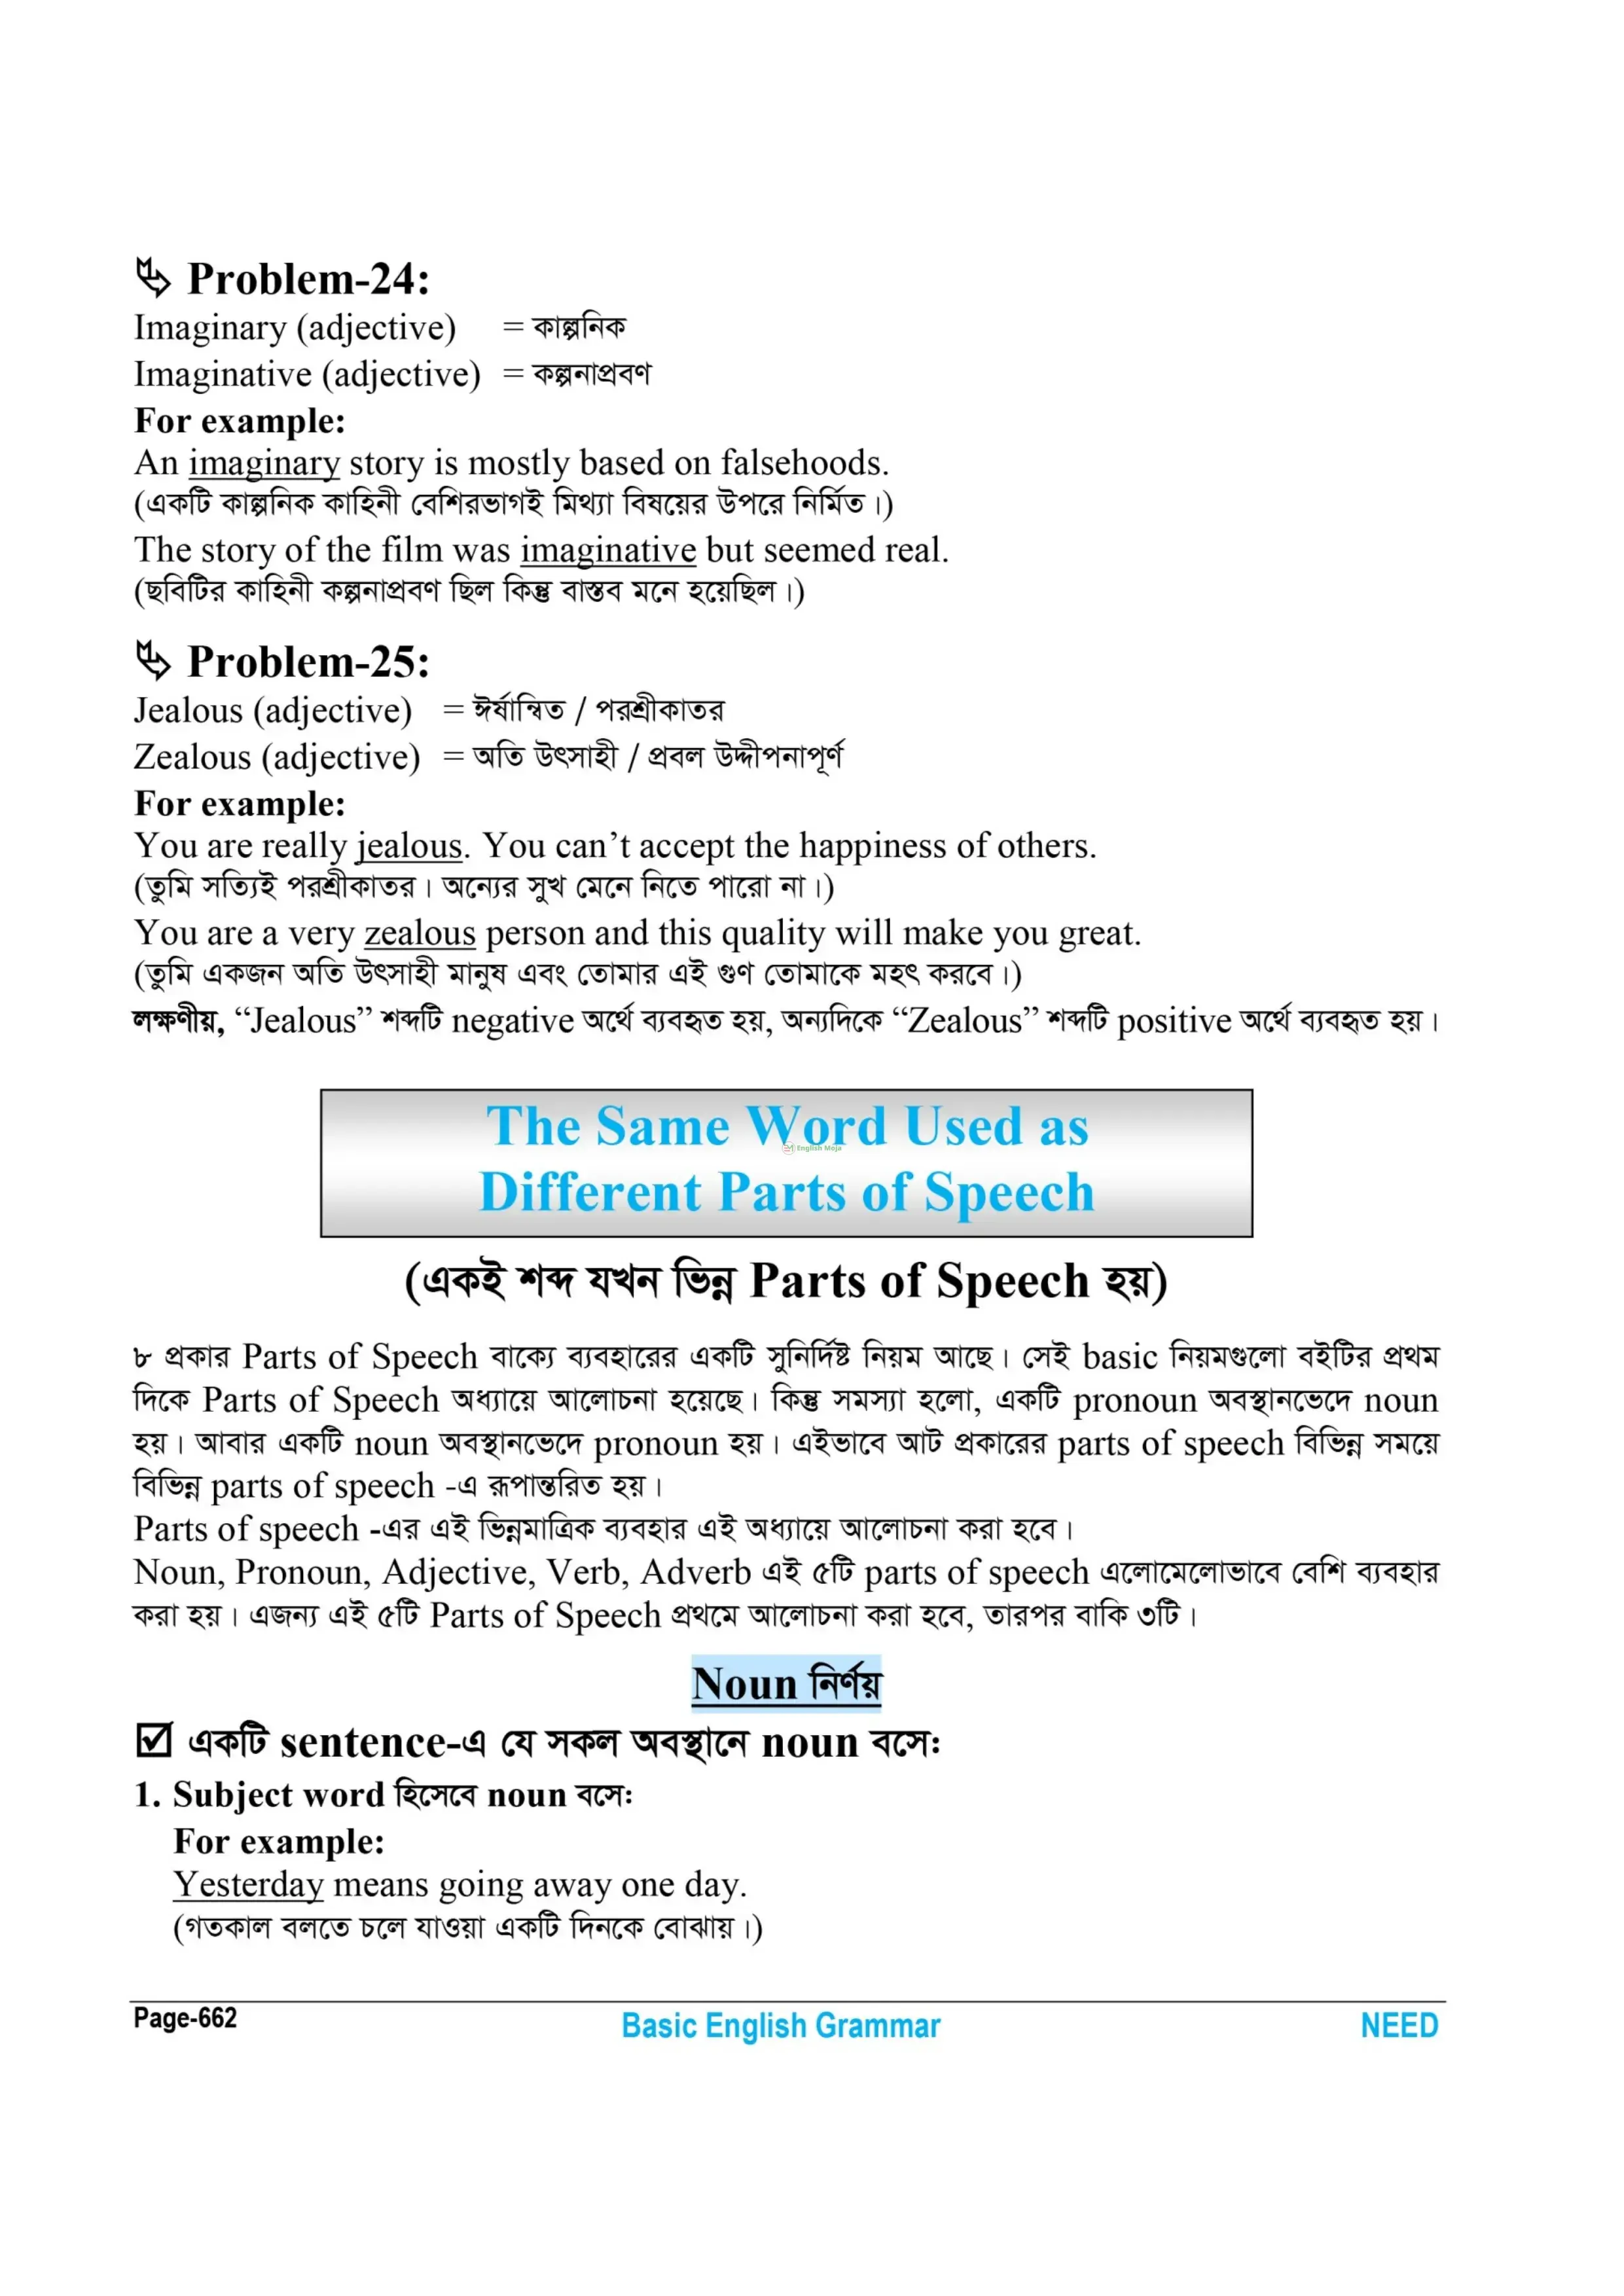 Problem-24:
Imaginary (adjective) = কাল্পনিক
Imaginative (adjective) = কল্পনাপ্রবণ
For example:
An imaginary story is mostly based on falsehoods.
(একটি কাল্পনিক কাহিনী বেশিরভাগই মিথ্যা বিষয়ের উপরে নির্মিত।)
The story of the film was imaginative but seemed real.
(ছবিটির কাহিনী কল্পনাপ্রবণ ছিল কিন্তু বাস্তব মনে হয়েছিল।)
Problem-25:
Jealous (adjective) = ঈর্ষান্বিত / পরশ্রীকাতর
Zealous (adjective) = অতি উৎসাহী / প্রবল উদ্দীপনাপূর্ণ
For example:
You are really jealous. You can’t accept the happiness of others.
(তুমি সত্যিই পরশ্রীকাতর। অন্যের সুখ মেনে নিতে পারো না।)
You are a very zealous person and this quality will make you great.
(তুমি একজন অতি উৎসাহী মানুষ এবং তোমার এই গুণ তোমাকে মহৎ করবে।)
লক্ষণীয়, “Jealous” শব্দটি negative অর্থে ব্যবহৃত হয়, অন্যদিকে “Zealous” শব্দটি positive অর্থে ব্যবহৃত হয়।
The Same Word Used as
English Moja
Different Parts of Speech
(একই শব্দ যখন ভিন্ন Parts of Speech হয়)
৮ প্রকার Parts of Speech বাক্যে ব্যবহারের একটি সুনির্দিষ্ট নিয়ম আছে। সেই basic নিয়মগুলো বইটির প্রথম
দিকে Parts of Speech অধ্যায়ে আলোচনা হয়েছে। কিন্তু সমস্যা হলো, একটি pronoun অবস্থানভেদে noun
হয়। আবার একটি noun অবস্থানভেদে pronoun হয়। এইভাবে আট প্রকারের parts of speech বিভিন্ন সময়ে
বিভিন্ন parts of speech -এ রূপান্তরিত হয়।
Parts of speech -এর এই ভিন্নমাত্রিক ব্যবহার এই অধ্যায়ে আলোচনা করা হবে।
Noun, Pronoun, Adjective, Verb, Adverb এই ৫টি parts of speech এলোমেলোভাবে বেশি ব্যবহার
করা হয়। এজন্য এই ৫টি Parts of Speech প্রথমে আলোচনা করা হবে, তারপর বাকি ৩টি।
Noun নির্ণয়
একটি sentence-এ যে সকল অবস্থানে noun বসেঃ
1. Subject word হিসেবে noun বসেঃ
For example:
Yesterday means going away one day.
(গতকাল বলতে চলে যাওয়া একটি দিনকে বোঝায়।)
Page-662 Basic English Grammar NEED